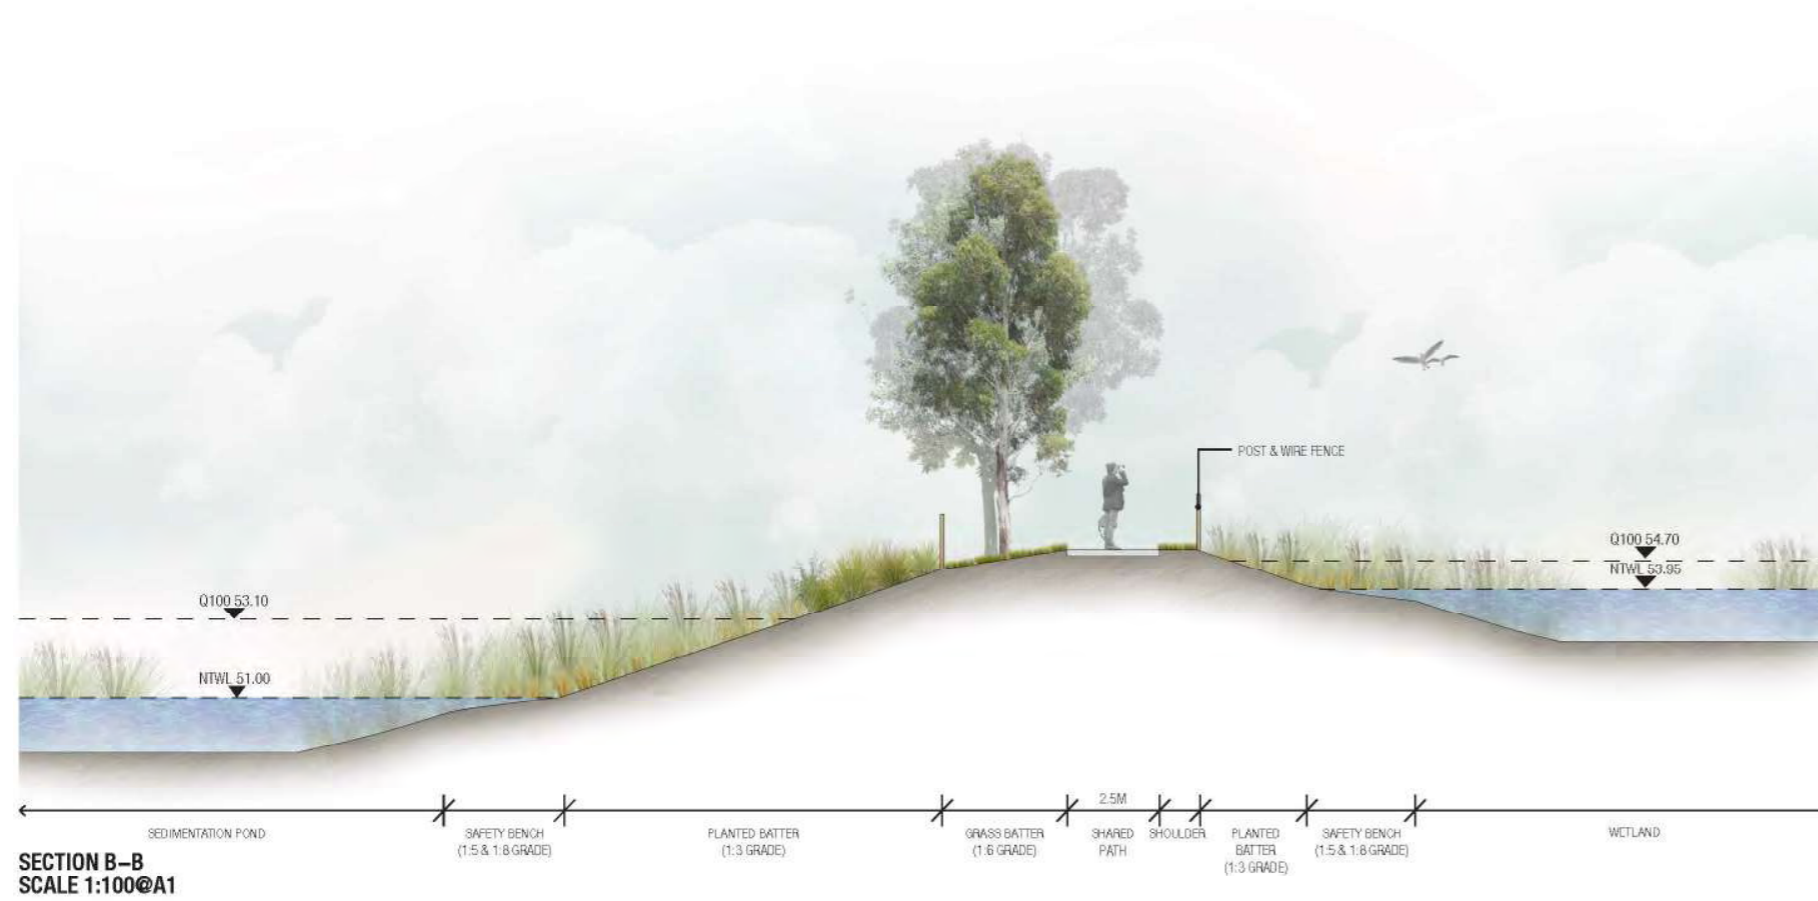 POST & WIRE FENCE
Q100 54.70
NTWL 53.95
Q100 53.10
NTWL 51.00
2.5M
SEDIMENTATION POND
SAFETY BENCH
(1:5 & 1:8 GRADE)
PLANTED BATTER
(1:3 GRADE)
GRASS BATTER
(1:6 GRADE)
SHARED
PATH
SHOULDER
PLANTED
BATTER
(1:3 GRADE)
SAFETY BENCH
(1:5 & 1:8 GRADE)
WETLAND
SECTION B–B
SCALE 1:100@A1